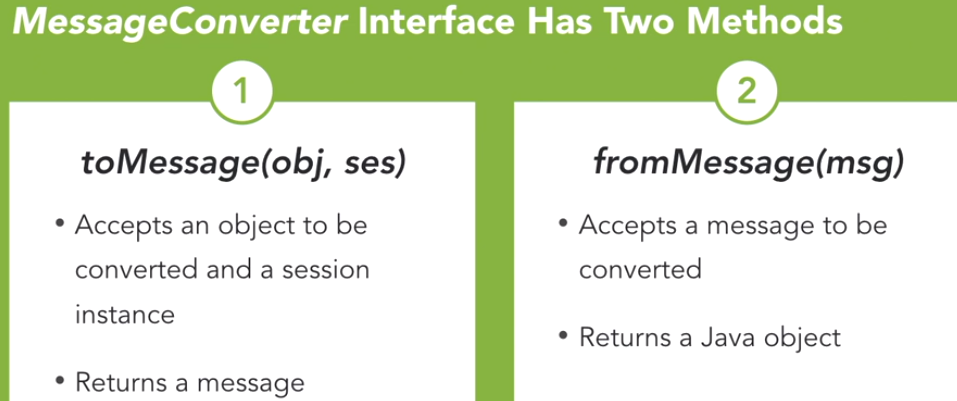 MessageConverter Interface Has Two Methods
1
toMessage(obj, ses)
• Accepts an object to be
converted and a session
instance
• Returns a message
2
fromMessage(msg)
• Accepts a message to be
converted
• Returns a Java object